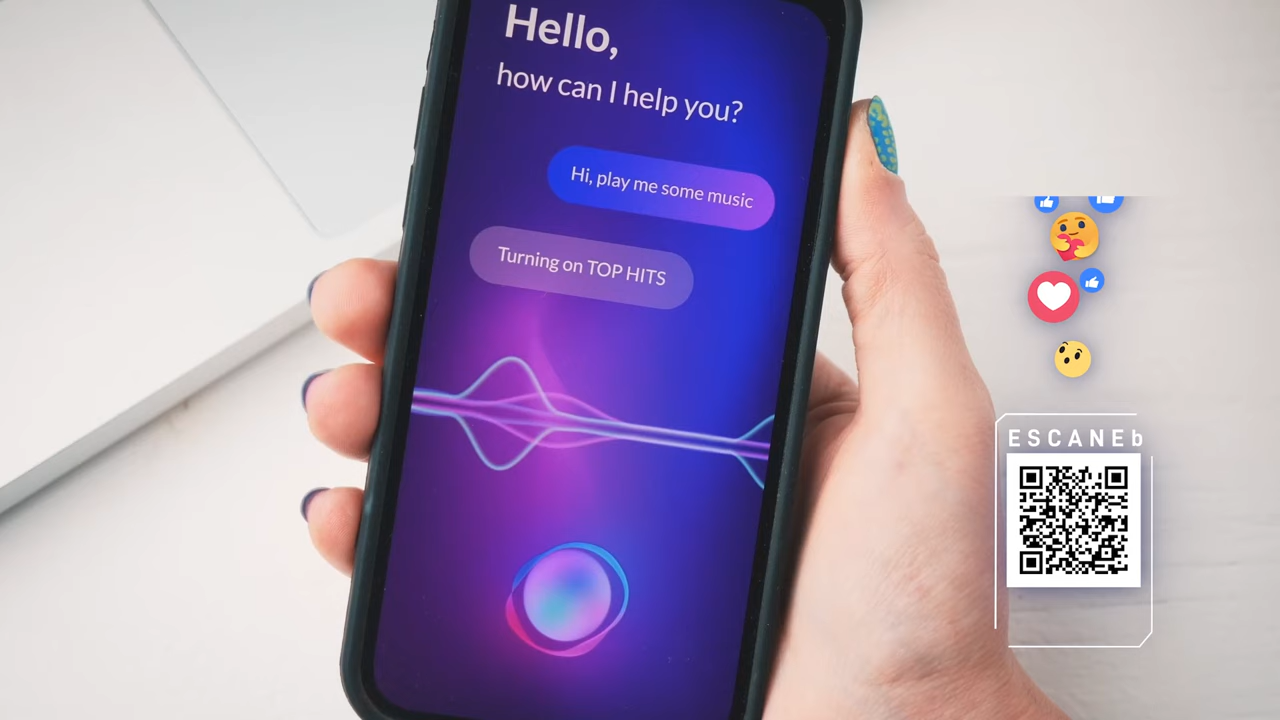 Hello,
how can I help you?
Hi, play me some music
Turning on TOP HITS
ESCANEb